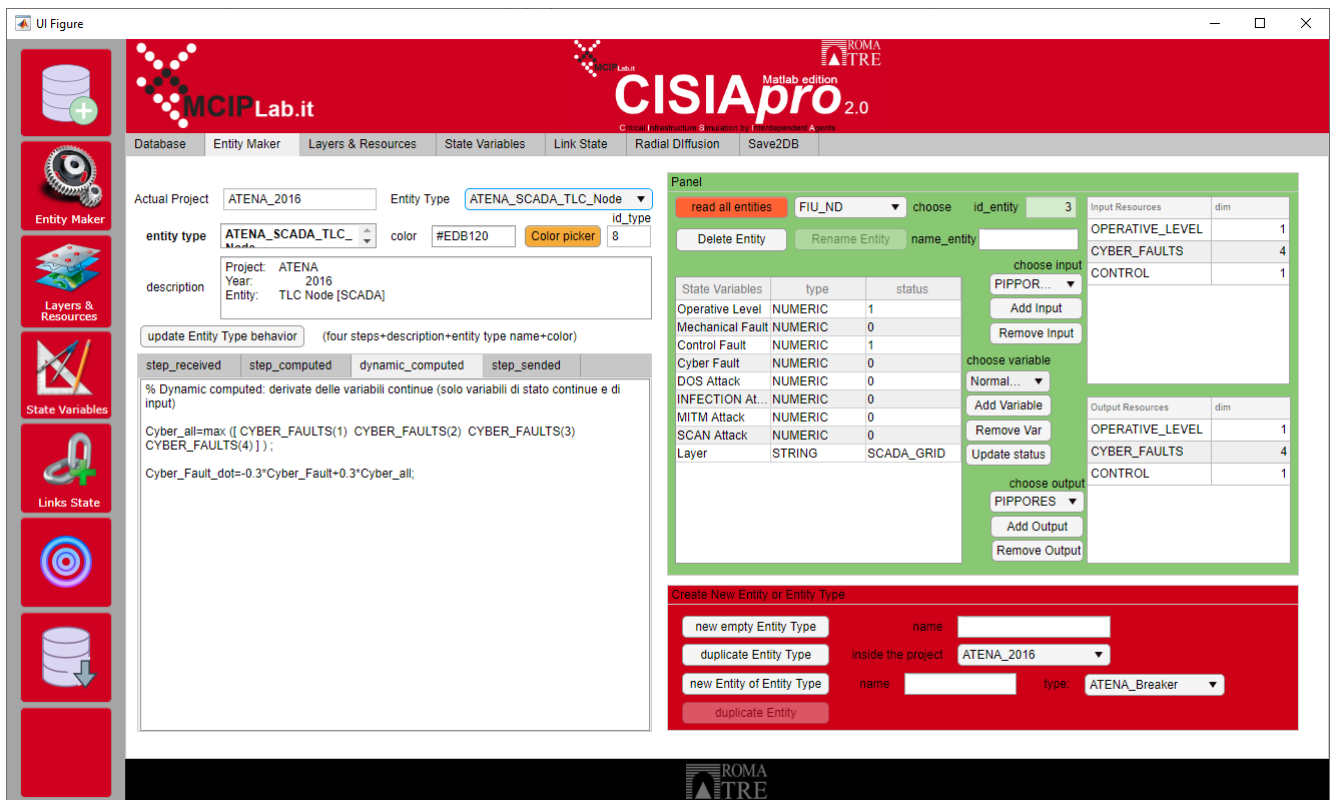 UI Figure
MCIPLab.it
MCIPLab.it
ROMA
TRE
CISIApro 2.0
Matlab edition
Critical Infrastructure Simulation by Interdependent Agents
Database Entity Maker Layers & Resources State Variables Link State Radial DIffusion Save2DB
Entity Maker
Layers &
Resources
State Variables
Links State
Actual Project ATENA_2016 Entity Type ATENA_SCADA_TLC_Node
id_type
entity type ATENA_SCADA_TLC_ color #EDB120 Color picker 8
Node
description
Project: ATENA
Year: 2016
Entity: TLC Node [SCADA]
update Entity Type behavior (four steps+description+entity type name+color)
step_received step_computed dynamic_computed step_sended
% Dynamic computed: derivate delle variabili continue (solo variabili di stato continue e di
input)
Cyber_all=max ([ CYBER_FAULTS(1) CYBER_FAULTS(2) CYBER_FAULTS(3)
CYBER_FAULTS(4) ] ) ;
Cyber_Fault_dot=-0.3*Cyber_Fault+0.3*Cyber_all;
Panel
read all entities FIU_ND choose id_entity 3
Delete Entity Rename Entity name_entity
State Variables type status
Operative Level NUMERIC 1
Mechanical Fault NUMERIC 0
Control Fault NUMERIC 1
Cyber Fault NUMERIC 0
DOS Attack NUMERIC 0
INFECTION At... NUMERIC 0
MITM Attack NUMERIC 0
SCAN Attack NUMERIC 0
Layer STRING SCADA_GRID
choose input
PIPPOR...
Add Input
Remove Input
choose variable
Normal...
Add Variable
Remove Var
Update status
choose output
PIPPORES
Add Output
Remove Output
Input Resources dim
OPERATIVE_LEVEL 1
CYBER_FAULTS 4
CONTROL 1
Output Resources dim
OPERATIVE_LEVEL 1
CYBER_FAULTS 4
CONTROL 1
Create New Entity or Entity Type
new empty Entity Type name
duplicate Entity Type inside the project ATENA_2016
new Entity of Entity Type name type: ATENA_Breaker
duplicate Entity
ROMA
TRE